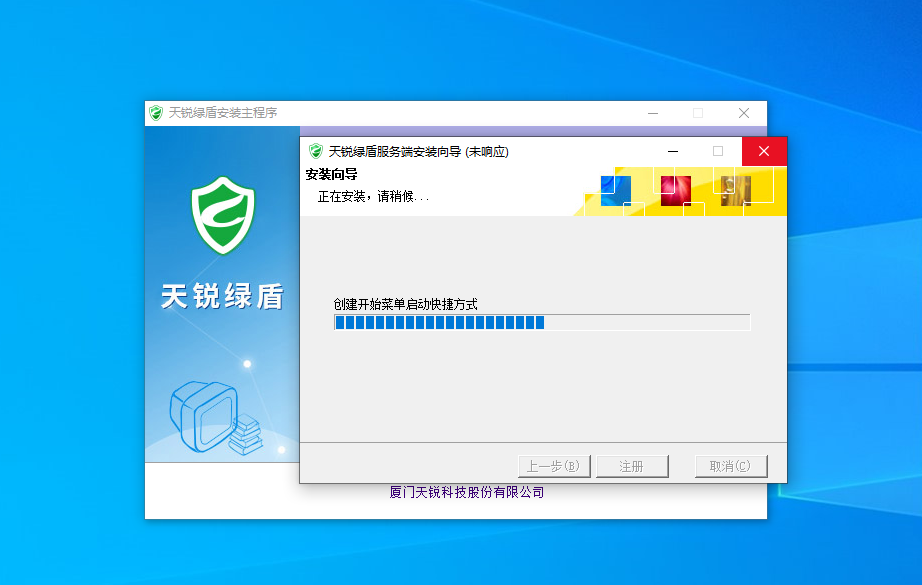 天锐绿盾安装主程序
天锐绿盾服务端安装向导 (未响应)
安装向导
正在安装，请稍候...
天锐绿盾
创建开始菜单启动快捷方式
上一步(B)
注册
取消(C)
厦门天锐科技股份有限公司